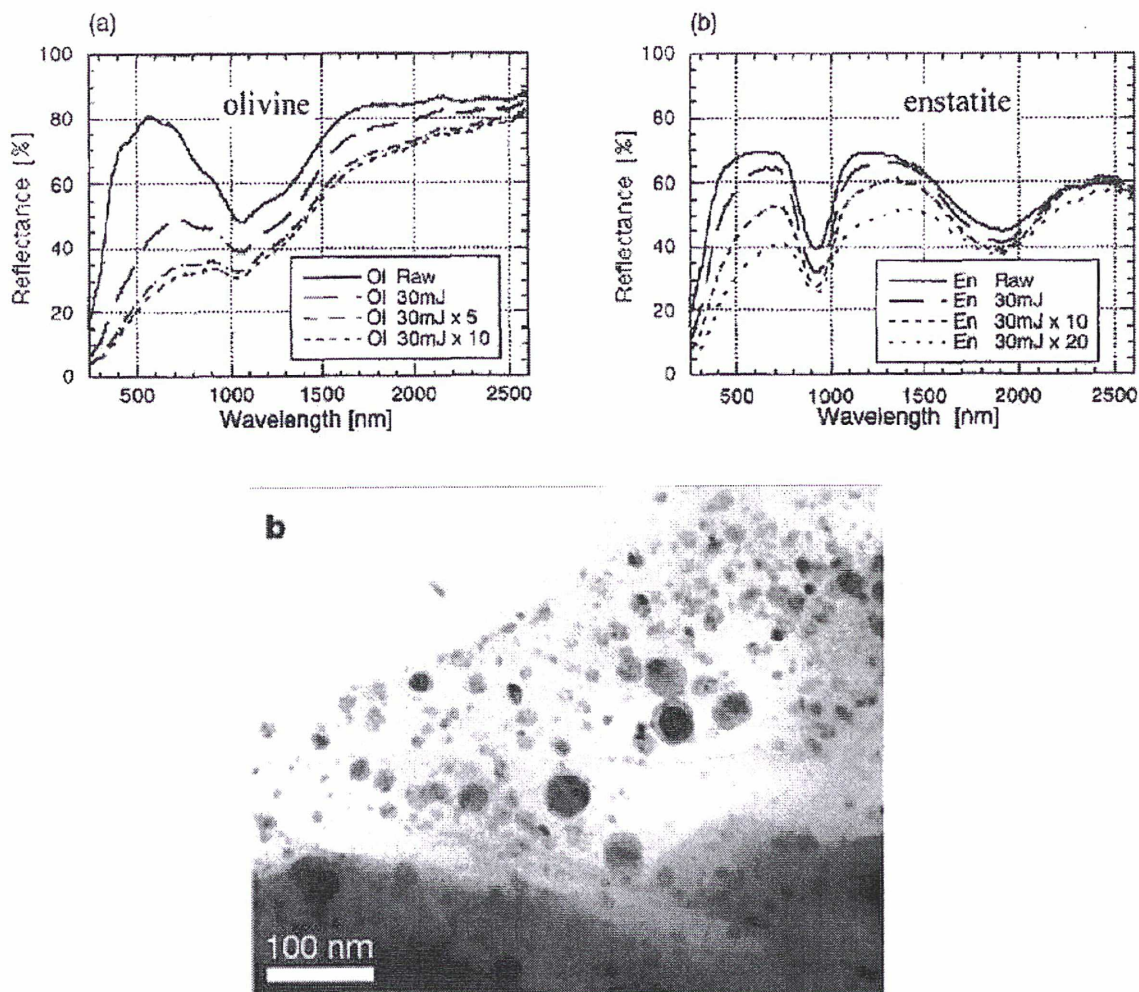 (a)
100
80
60
40
20
0
Reflectance [%]
olivine
Ol Raw
Ol 30mJ
Ol 30mJ x 5
Ol 30mJ x 10
500 1000 1500 2000 2500
Wavelength [nm]
(b)
100
80
60
40
20
0
Reflectance [%]
enstatite
En Raw
En 30mJ
En 30mJ x 10
En 30mJ x 20
500 1000 1500 2000 2500
Wavelength [nm]
b
100 nm